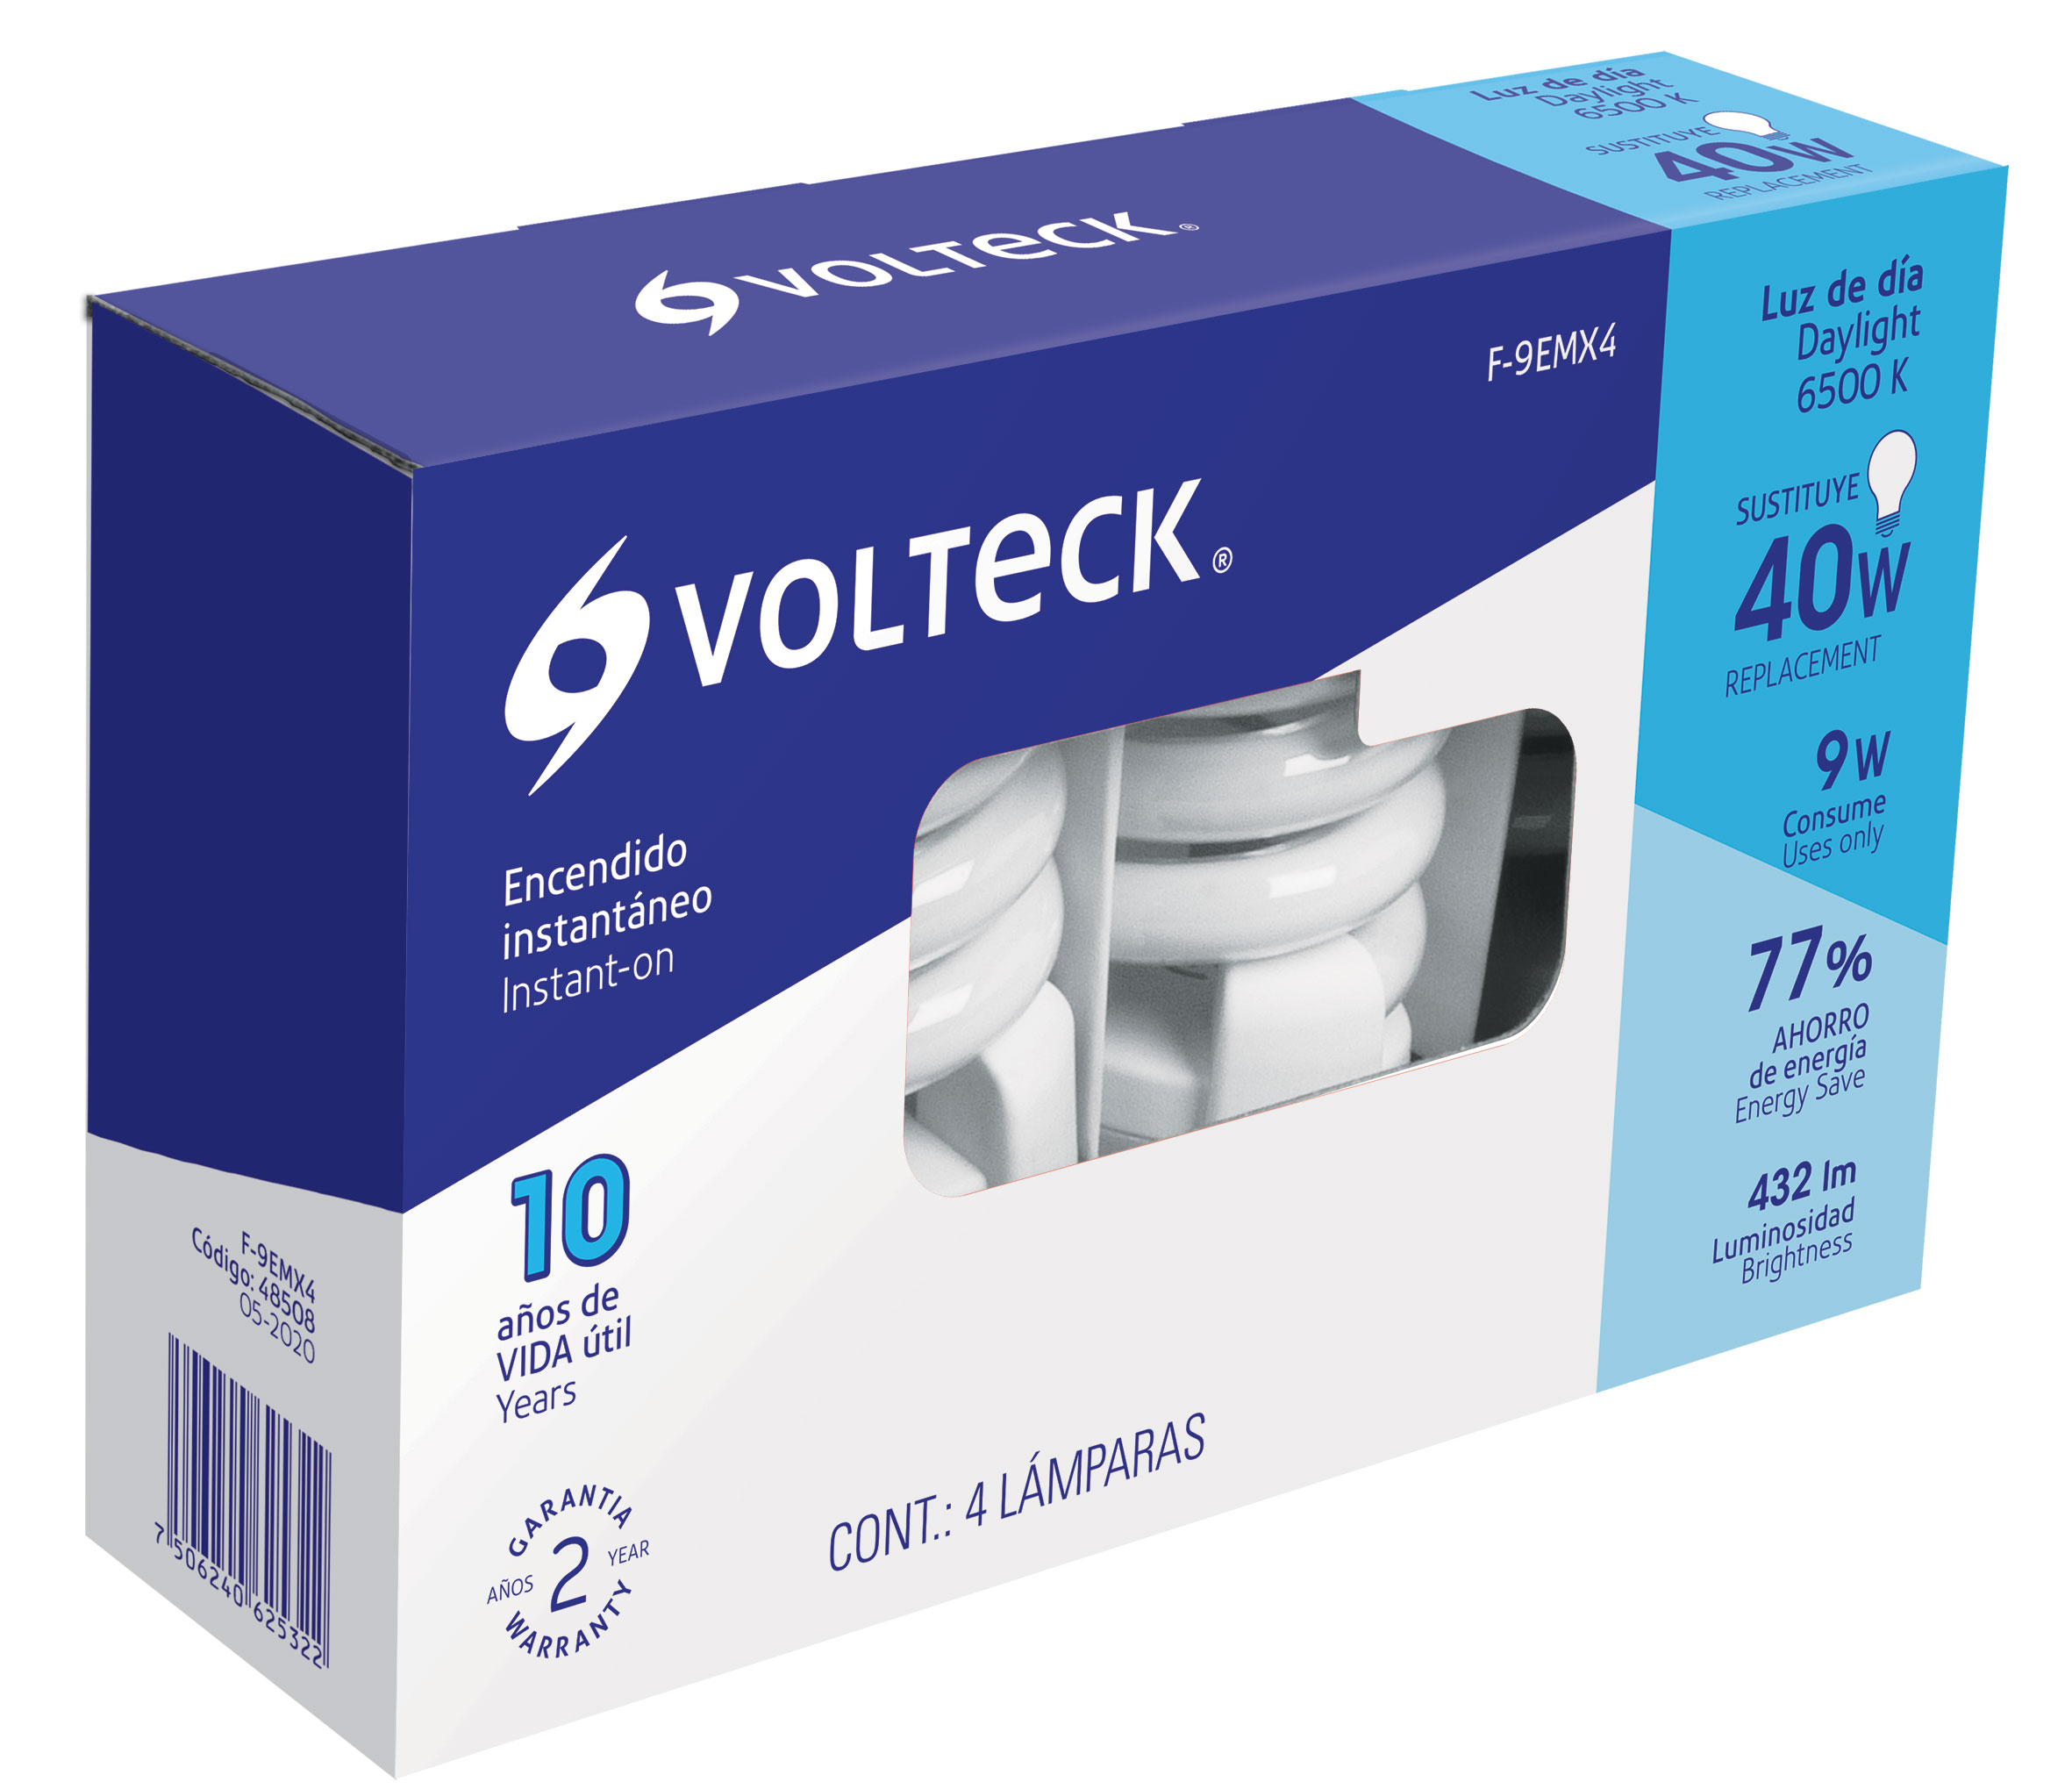 VOLTECK®
Luz de día
Daylight
6500 K
SUSTITUYE
40W
REPLACEMENT
F-9EMX4
VOLTECK®
Encendido
instantáneo
Instant-on
10
años de
VIDA útil
Years
GARANTIA
AÑOS 2 YEAR
WARRANTY
CONT.: 4 LÁMPARAS
Luz de día
Daylight
6500 K
SUSTITUYE
40W
REPLACEMENT
9W
Consume
Uses only
77%
AHORRO
de energía
Energy Save
432 lm
Luminosidad
Brightness
F-9EMX4
Código: 48508
05-2020
7 506240 625322